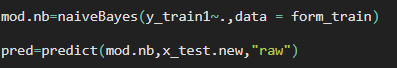 mod.nb=naiveBayes(y_train1~.,data = form_train)
pred=predict(mod.nb,x_test.new,"raw")